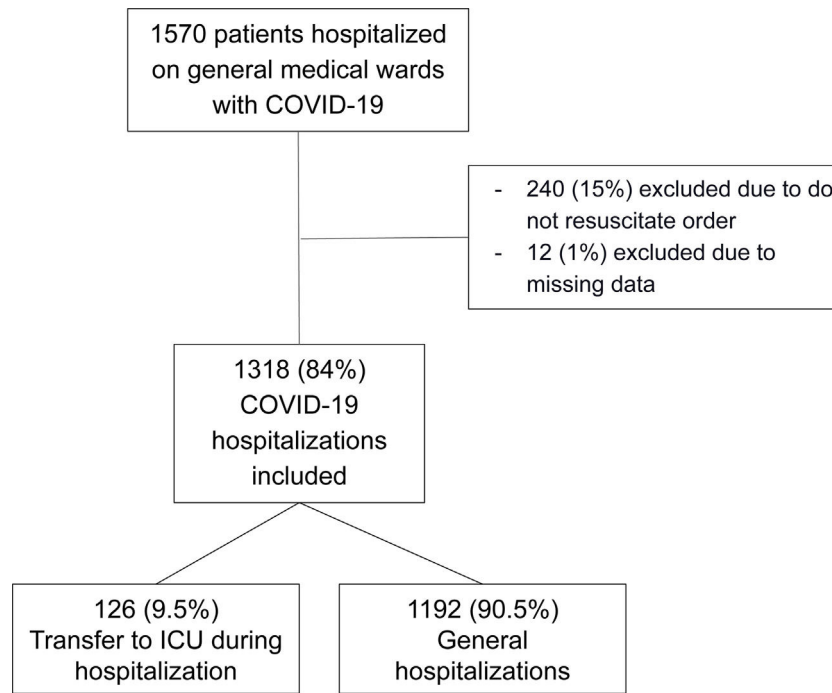 1570 patients hospitalized
on general medical wards
with COVID-19
- 240 (15%) excluded due to do
not resuscitate order
- 12 (1%) excluded due to
missing data
1318 (84%)
COVID-19
hospitalizations
included
126 (9.5%)
Transfer to ICU during
hospitalization
1192 (90.5%)
General
hospitalizations